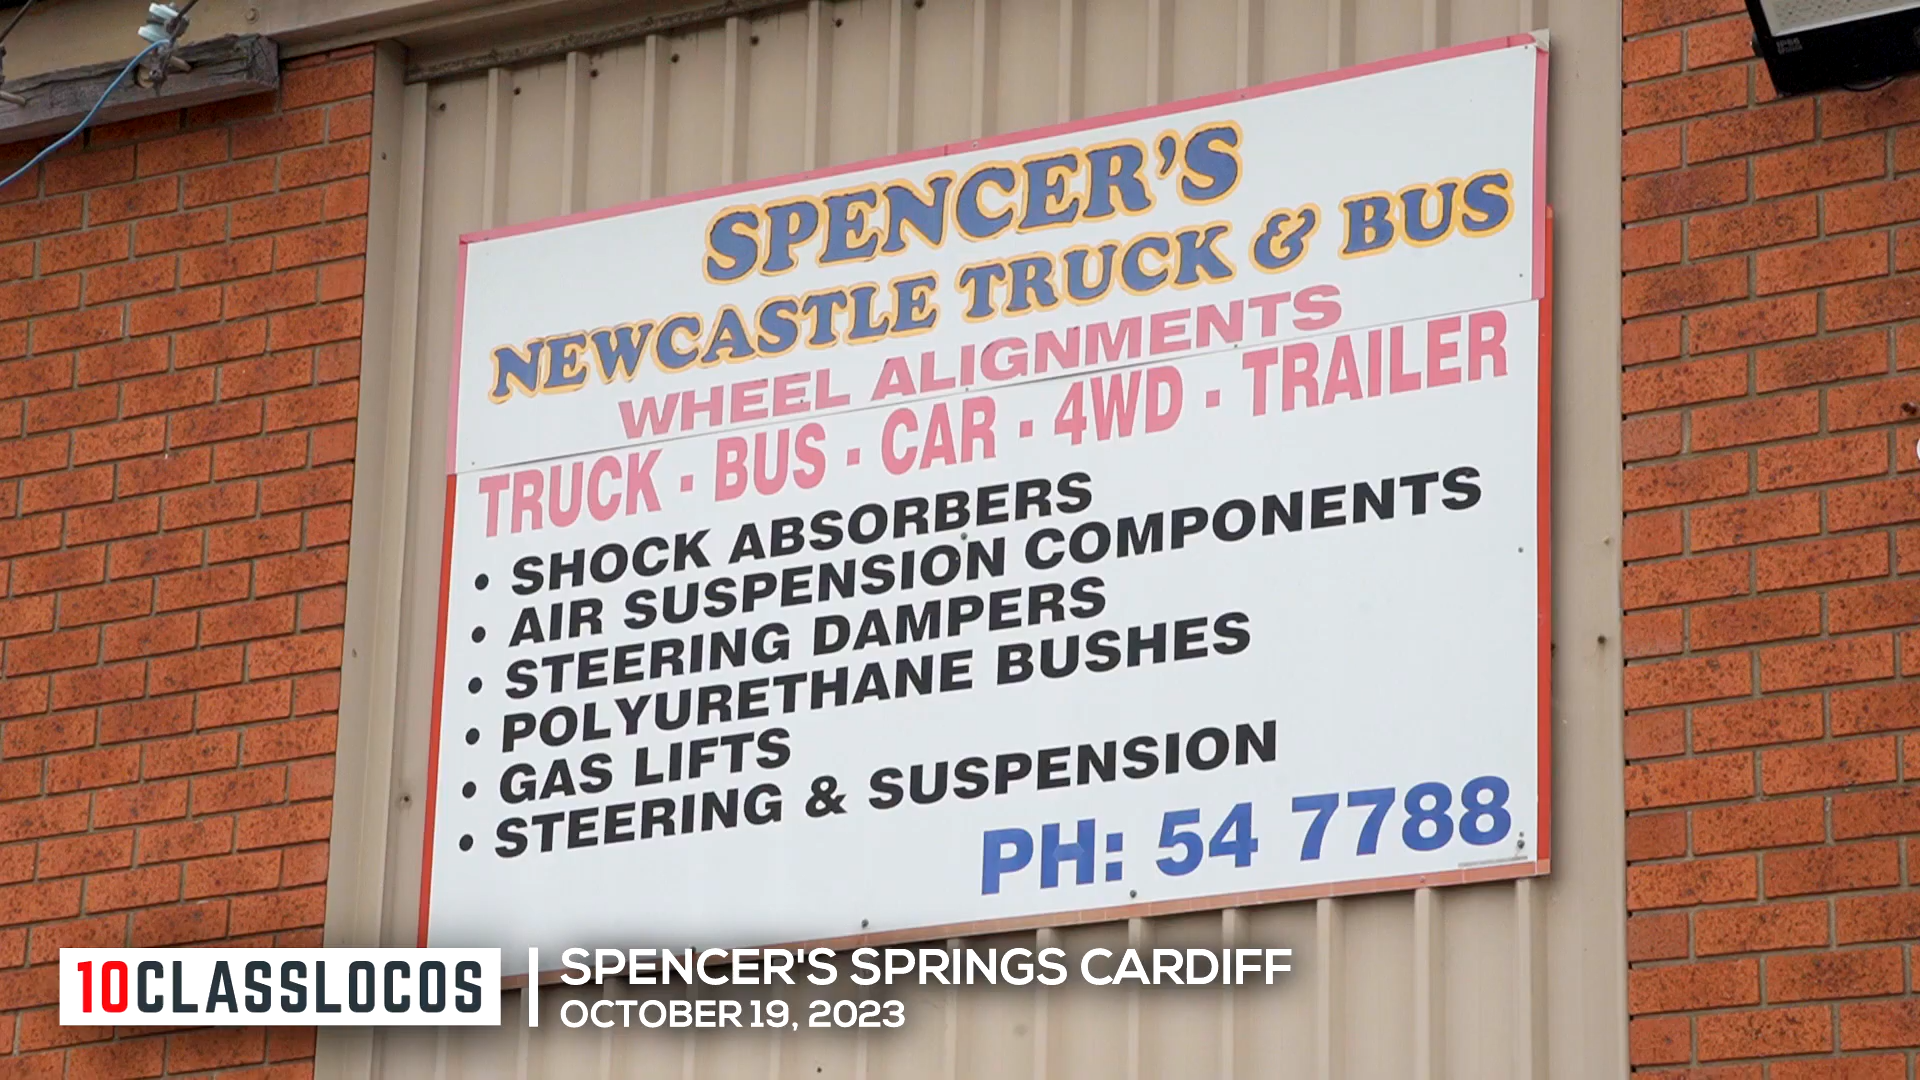 SPENCER'S
NEWCASTLE TRUCK & BUS
WHEEL ALIGNMENTS
TRUCK - BUS - CAR - 4WD - TRAILER
• SHOCK ABSORBERS
• AIR SUSPENSION COMPONENTS
• STEERING DAMPERS
• POLYURETHANE BUSHES
• GAS LIFTS
• STEERING & SUSPENSION
PH: 54 7788
10CLASSLOCOS
SPENCER'S SPRINGS CARDIFF
OCTOBER 19, 2023